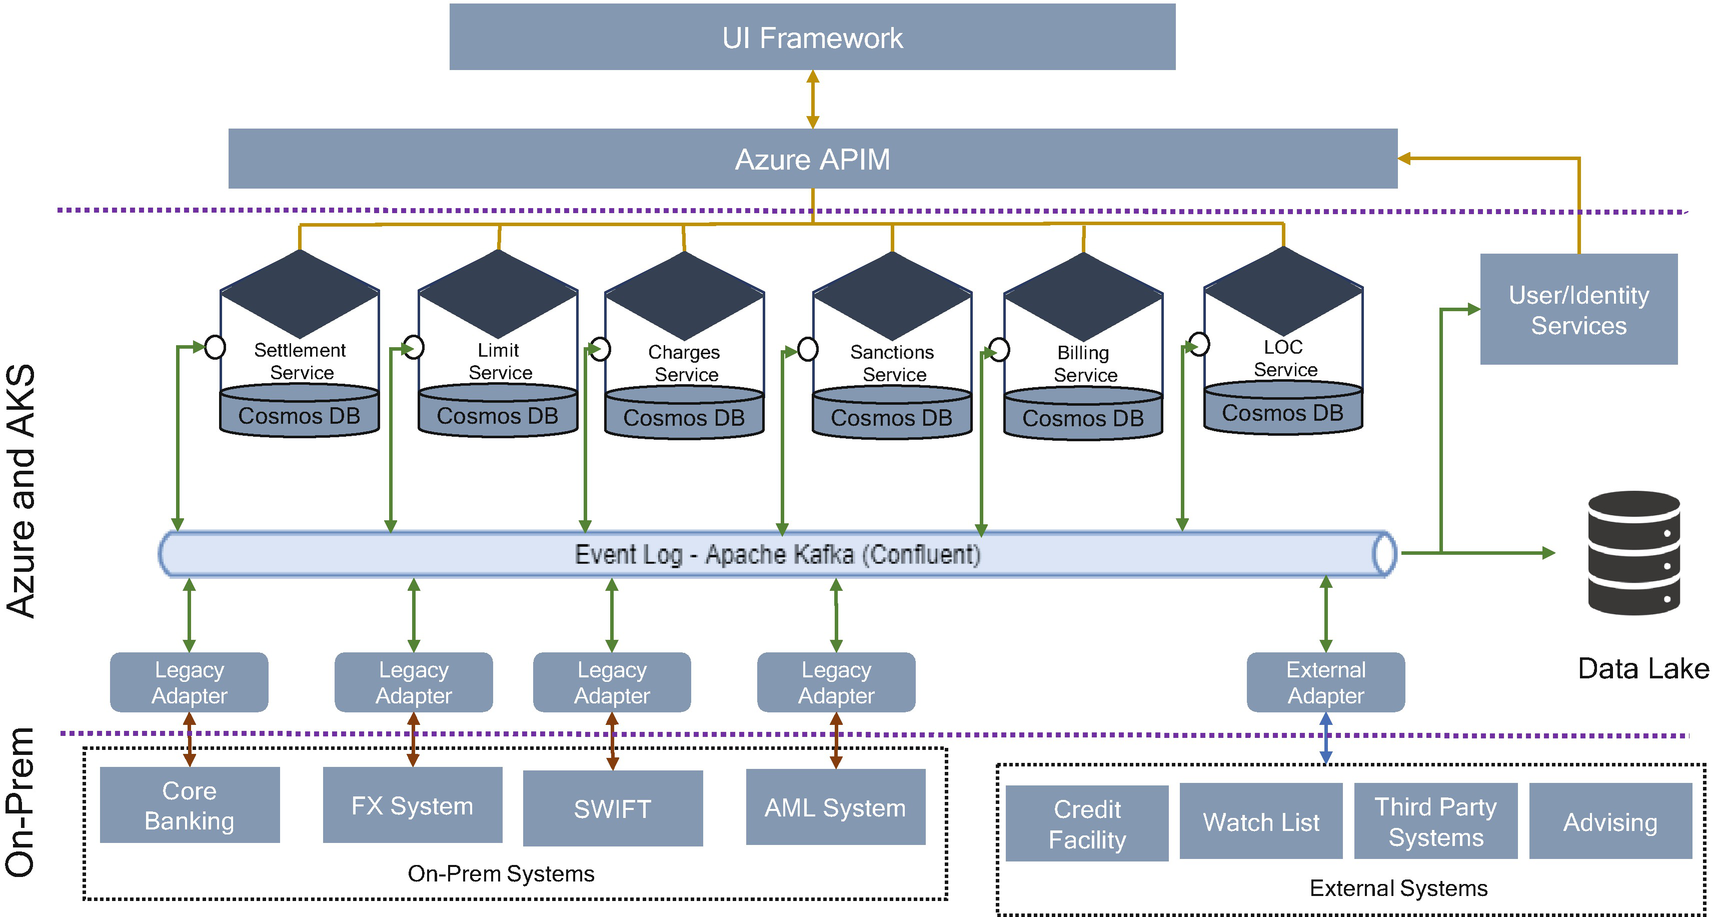 UI Framework
Azure APIM
Azure and AKS
Settlement
Service
Cosmos DB
Limit
Service
Cosmos DB
Charges
Service
Cosmos DB
Sanctions
Service
Cosmos DB
Billing
Service
Cosmos DB
LOC
Service
Cosmos DB
User/Identity
Services
Event Log - Apache Kafka (Confluent)
Data Lake
Legacy
Adapter
Legacy
Adapter
Legacy
Adapter
Legacy
Adapter
External
Adapter
On-Prem
Core
Banking
FX System
SWIFT
AML System
On-Prem Systems
Credit
Facility
Watch List
Third Party
Systems
Advising
External Systems